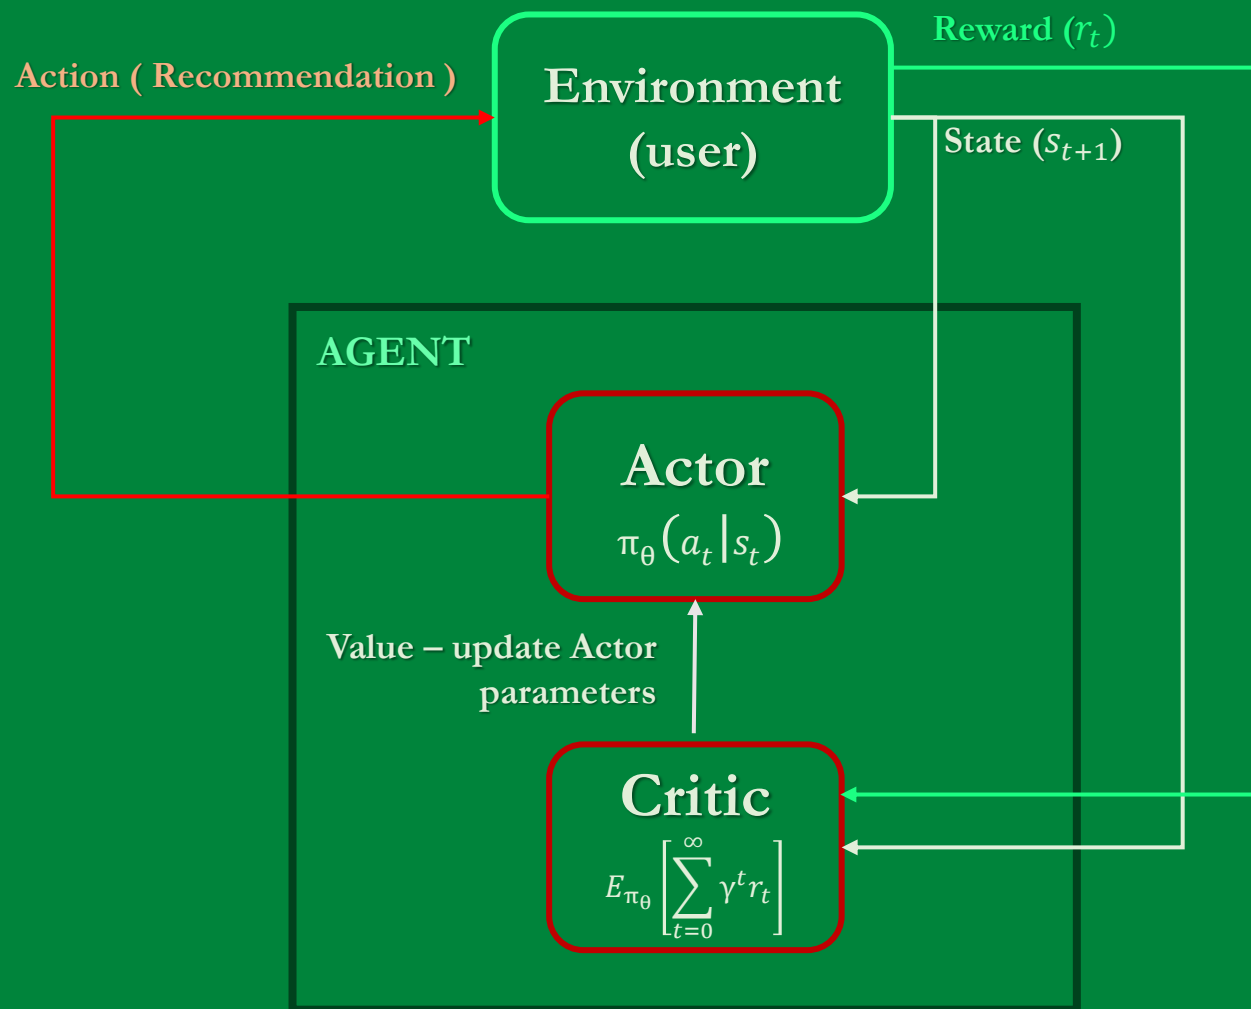 Reward (r_t)
Action ( Recommendation )
Environment
(user)
State (s_{t+1})
AGENT
Actor
π_θ(a_t|s_t)
Value – update Actor
parameters
Critic
E_{π_θ}[∑_{t=0}^{∞} γ^t r_t]